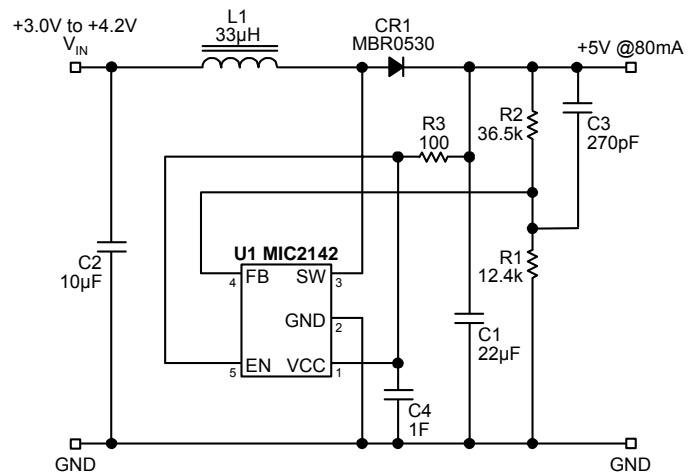 +3.0V to +4.2V
VIN
L1
33µH
CR1
MBR0530
+5V @80mA
R3
100
R2
36.5k
C3
270pF
C2
10µF
U1 MIC2142
4
FB
SW
3
GND
2
5
EN
VCC
1
R1
12.4k
C1
22µF
C4
1F
GND
GND